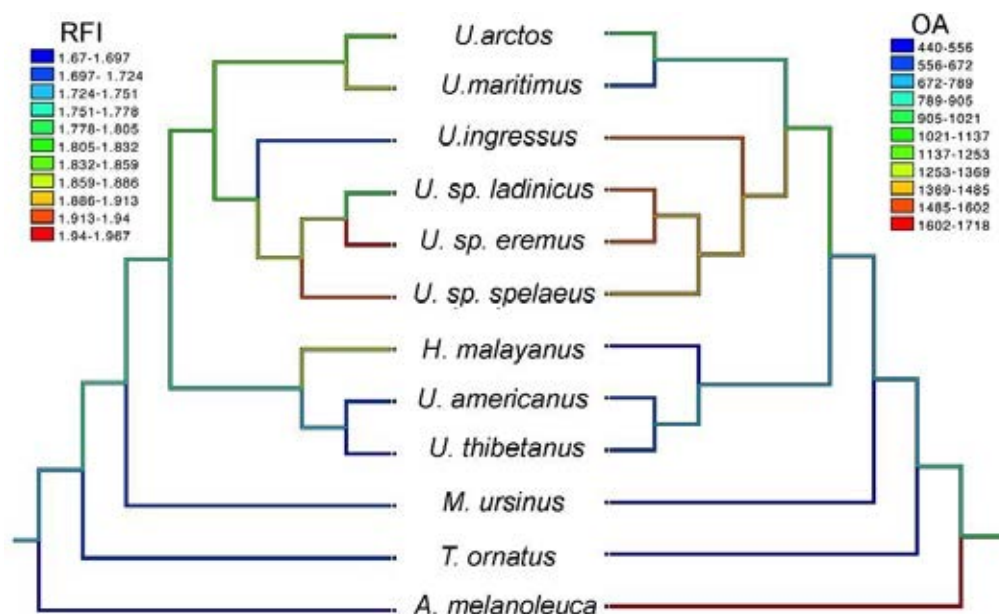 RFI
1.67-1.697
1.697- 1.724
1.724-1.751
1.751-1.778
1.778-1.805
1.805-1.832
1.832-1.859
1.859-1.886
1.886-1.913
1.913-1.94
1.94-1.967
OA
440-556
556-672
672-789
789-905
905-1021
1021-1137
1137-1253
1253-1369
1369-1485
1485-1602
1602-1718
U.arctos
U.maritimus
U.ingressus
U. sp. ladinicus
U. sp. eremus
U. sp. spelaeus
H. malayanus
U. americanus
U. thibetanus
M. ursinus
T. ornatus
A. melanoleuca